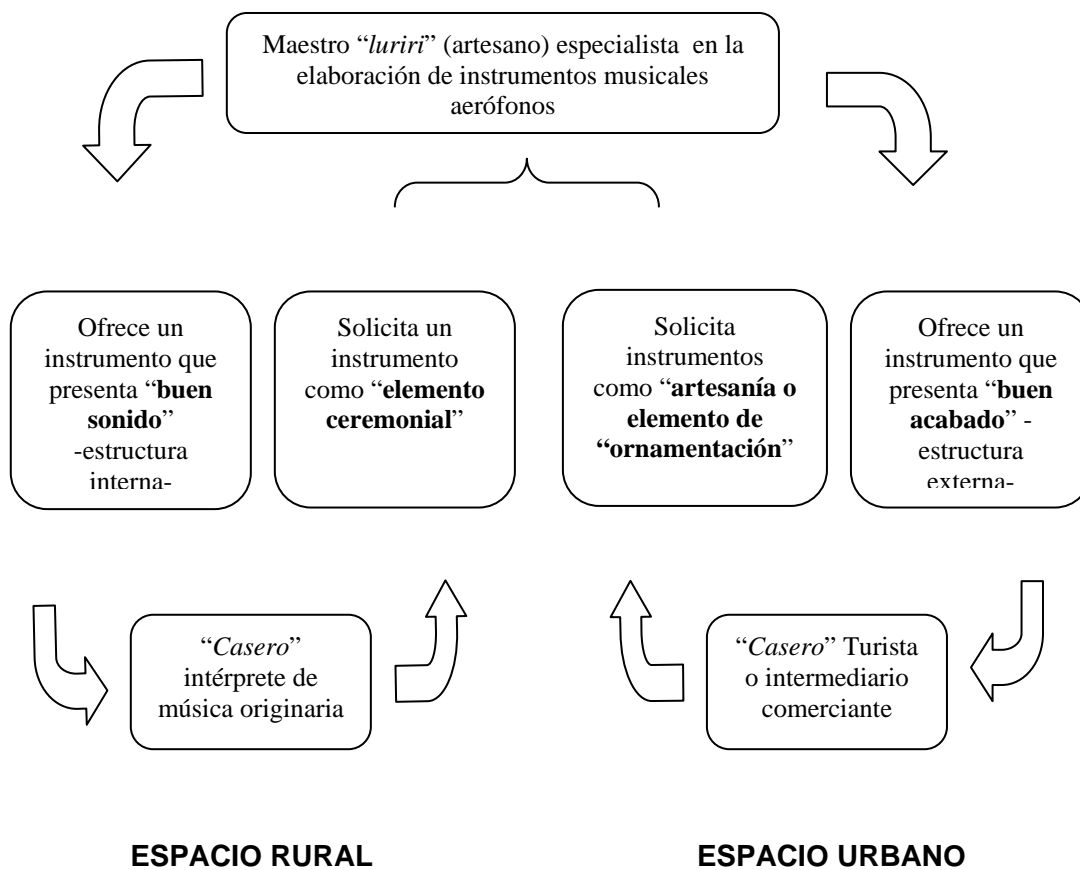 Maestro “luriri” (artesano) especialista en la
elaboración de instrumentos musicales
aerófonos
Ofrece un
instrumento que
presenta “buen
sonido”
-estructura
interna-
Solicita un
instrumento
como “elemento
ceremonial”
Solicita
instrumentos
como “artesanía o
elemento de
“ornamentación”
Ofrece un
instrumento que
presenta “buen
acabado” -
estructura
externa-
“Casero”
intérprete de
música originaria
“Casero” Turista
o intermediario
comerciante
ESPACIO RURAL
ESPACIO URBANO